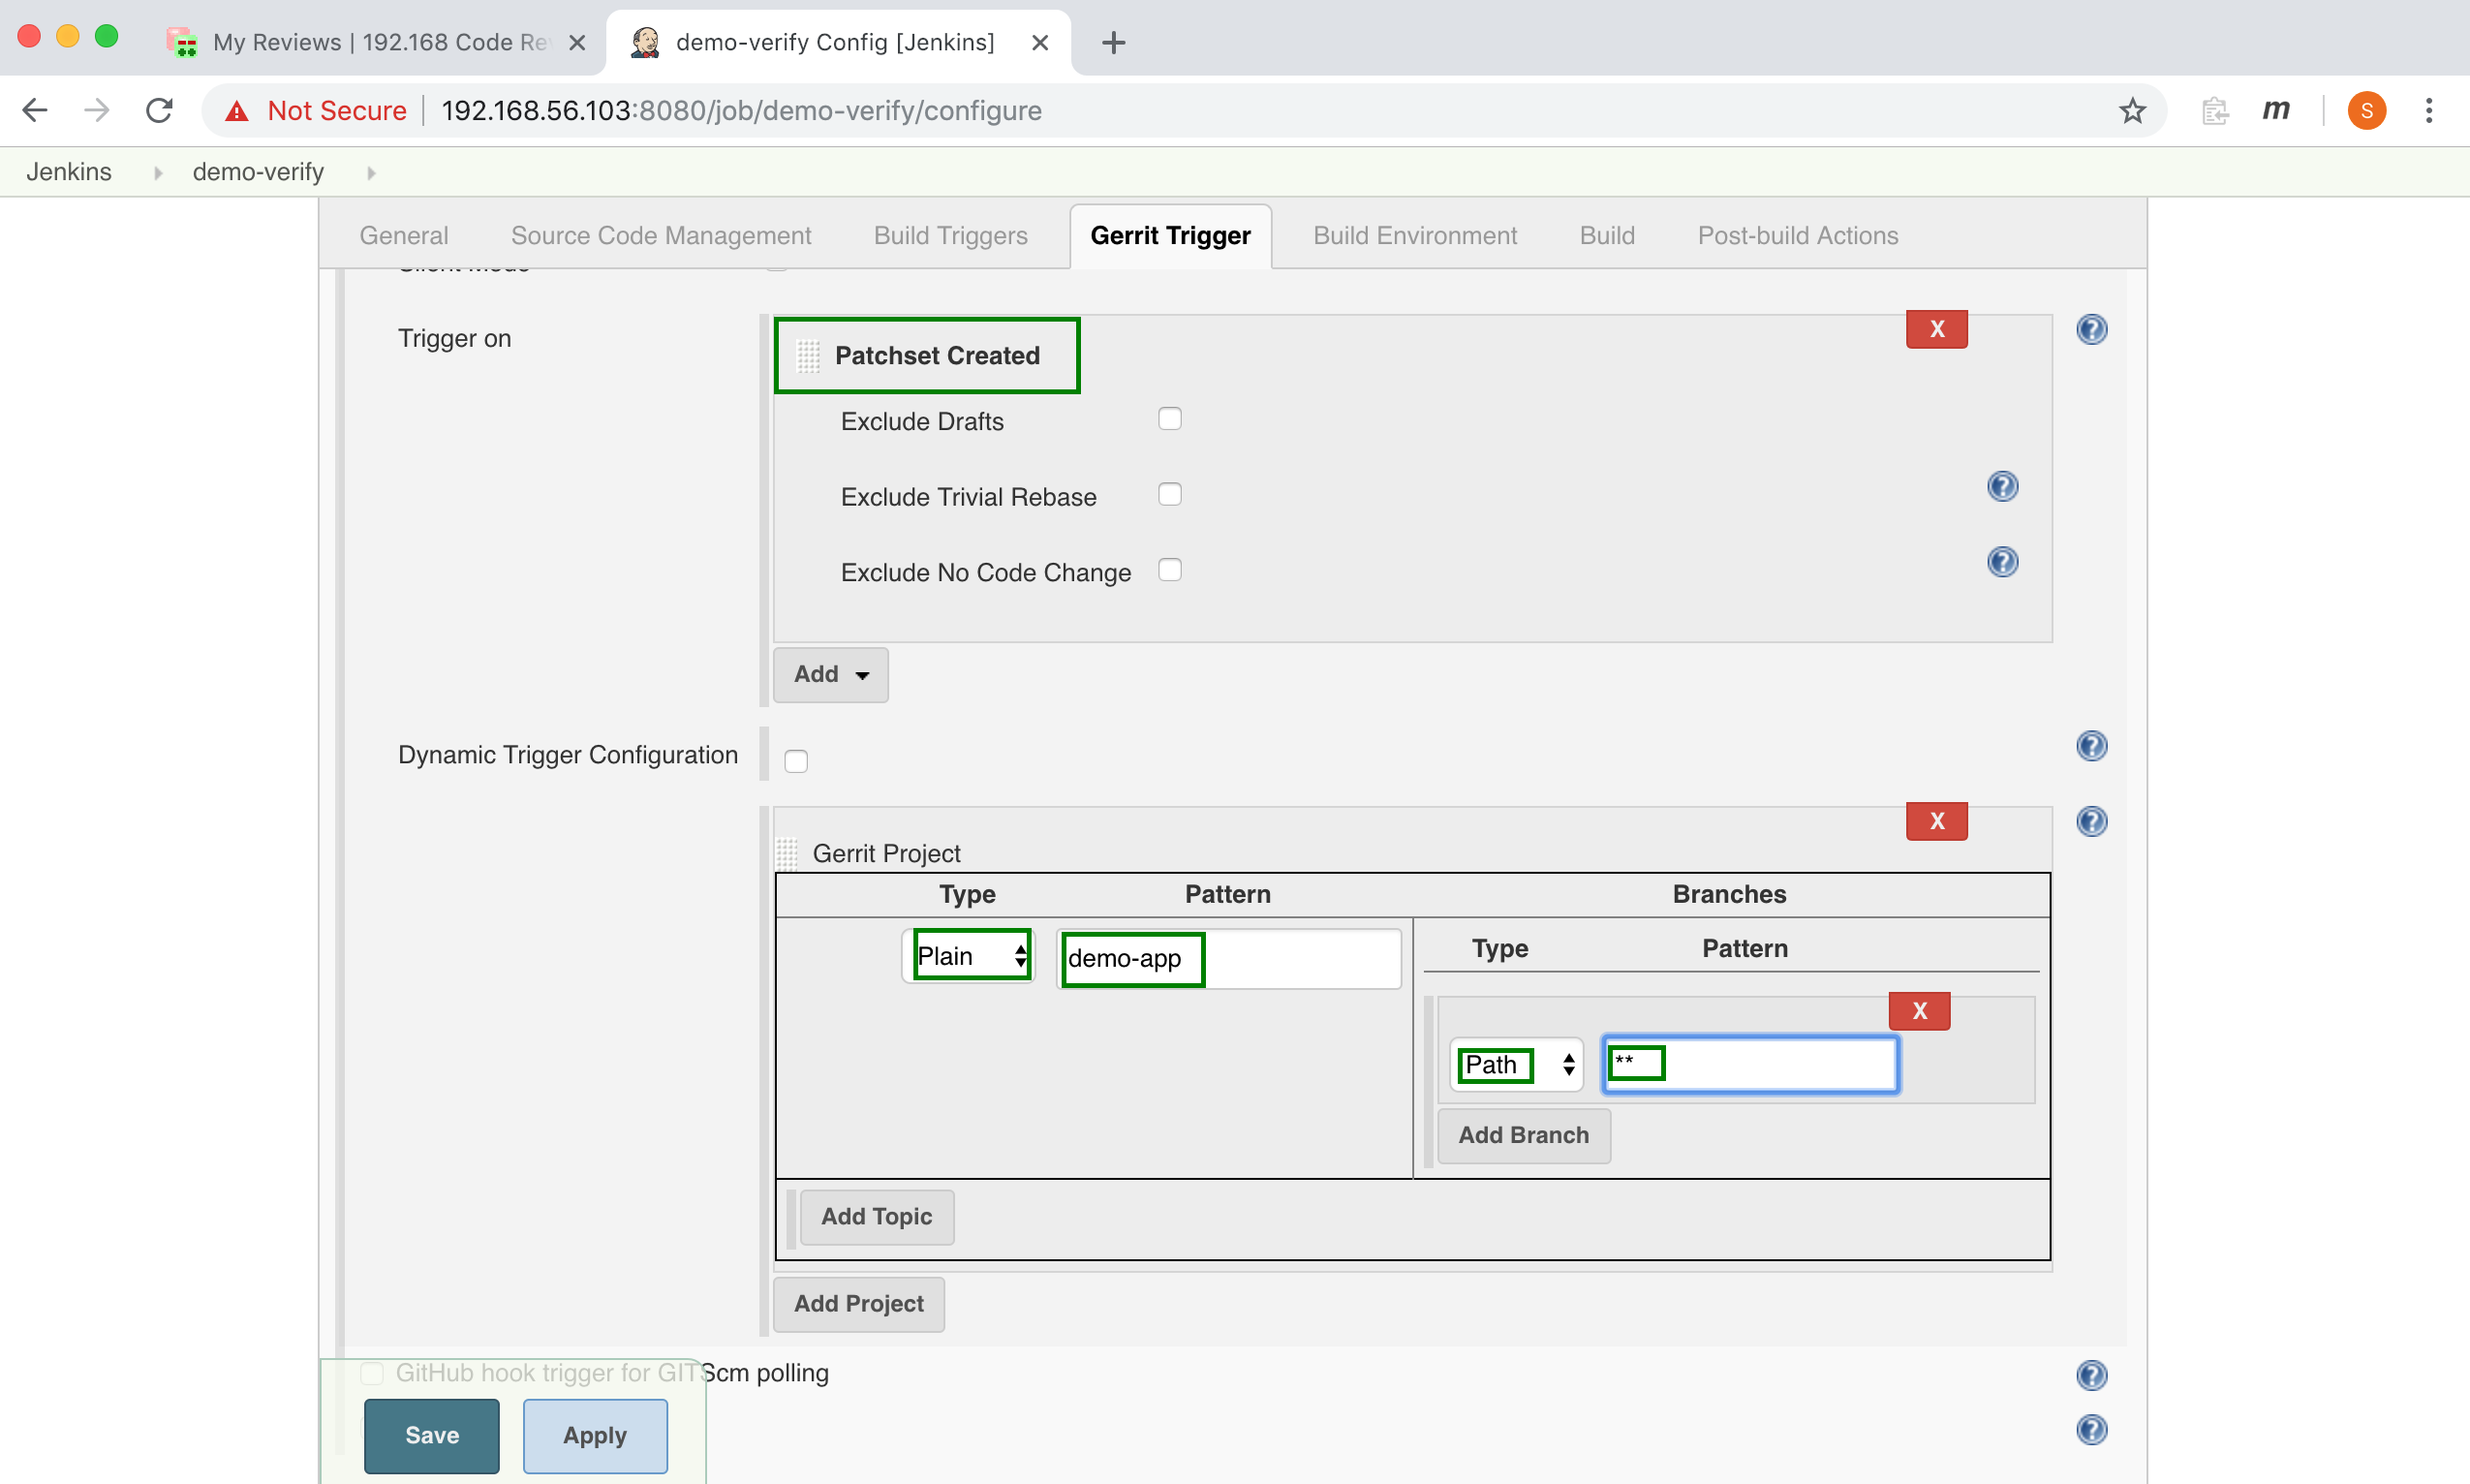 My Reviews | 192.168 Code Re
demo-verify Config [Jenkins]
Not Secure 192.168.56.103:8080/job/demo-verify/configure
m
S
Jenkins demo-verify
General Source Code Management Build Triggers Gerrit Trigger Build Environment Build Post-build Actions
Silent Mode
Trigger on
Patchset Created
X
?
Exclude Drafts
Exclude Trivial Rebase
?
Exclude No Code Change
?
Add
Dynamic Trigger Configuration
?
X
?
Gerrit Project
Type Pattern Branches
Plain demo-app
Type Pattern
X
Path **
Add Branch
Add Topic
Add Project
GitHub hook trigger for GITScm polling
?
Save Apply
?